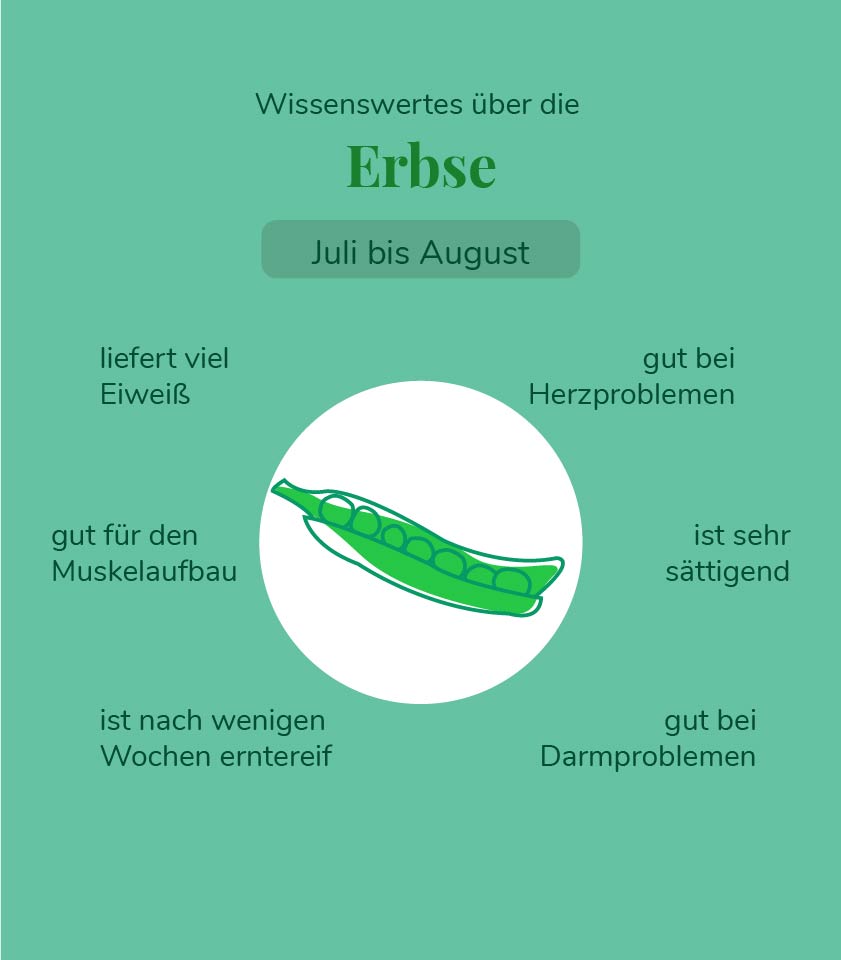 Wissenswertes über die
Erbse
Juli bis August
liefert viel
Eiweiß
gut bei
Herzproblemen
gut für den
Muskelaufbau
ist sehr
sättigend
ist nach wenigen
Wochen erntereif
gut bei
Darmproblemen